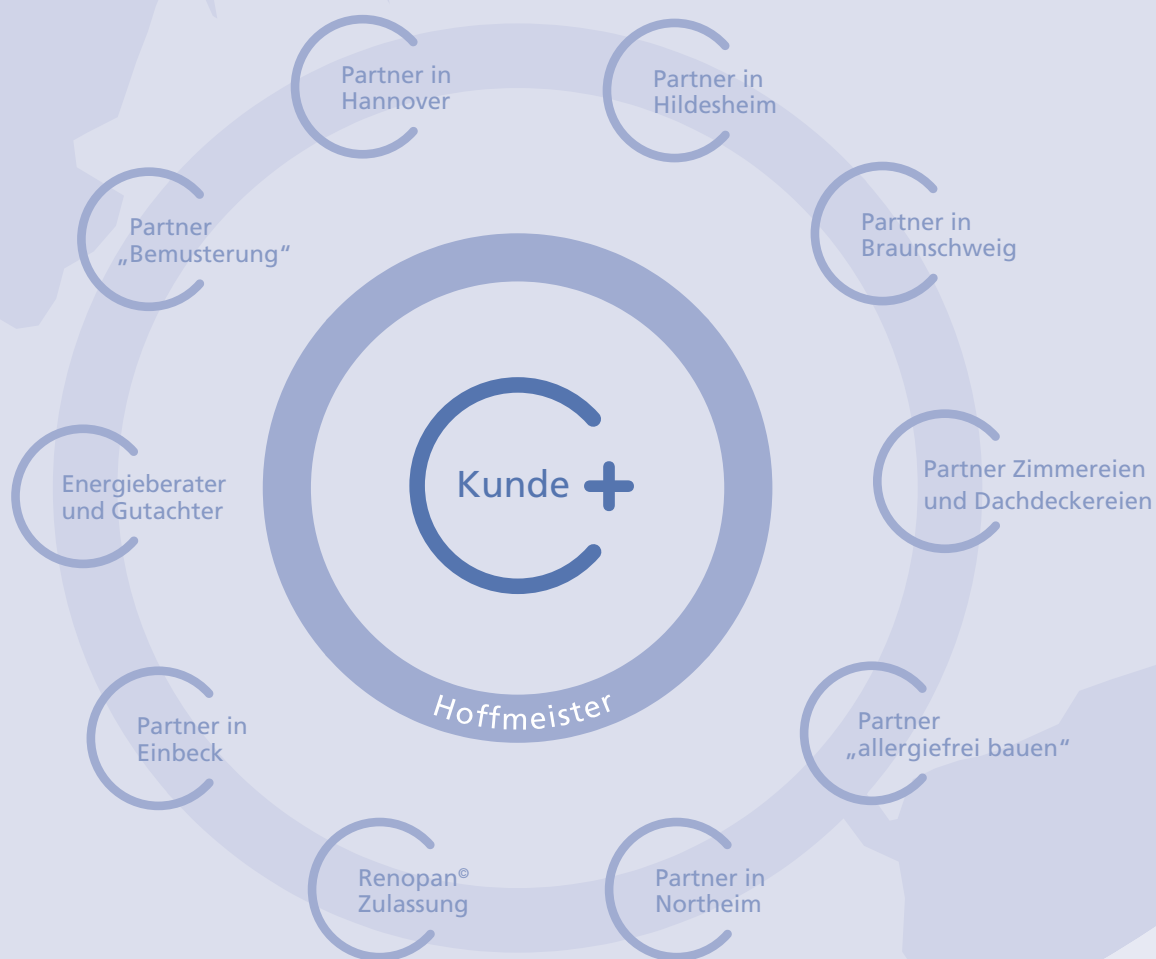 Partner in
Hannover
Partner in
Hildesheim
Partner
„Bemusterung“
Partner in
Braunschweig
Energieberater
und Gutachter
Kunde +
Partner Zimmereien
und Dachdeckereien
Hoffmeister
Partner in
Einbeck
Partner
„allergiefrei bauen“
Renopan©
Zulassung
Partner in
Northeim